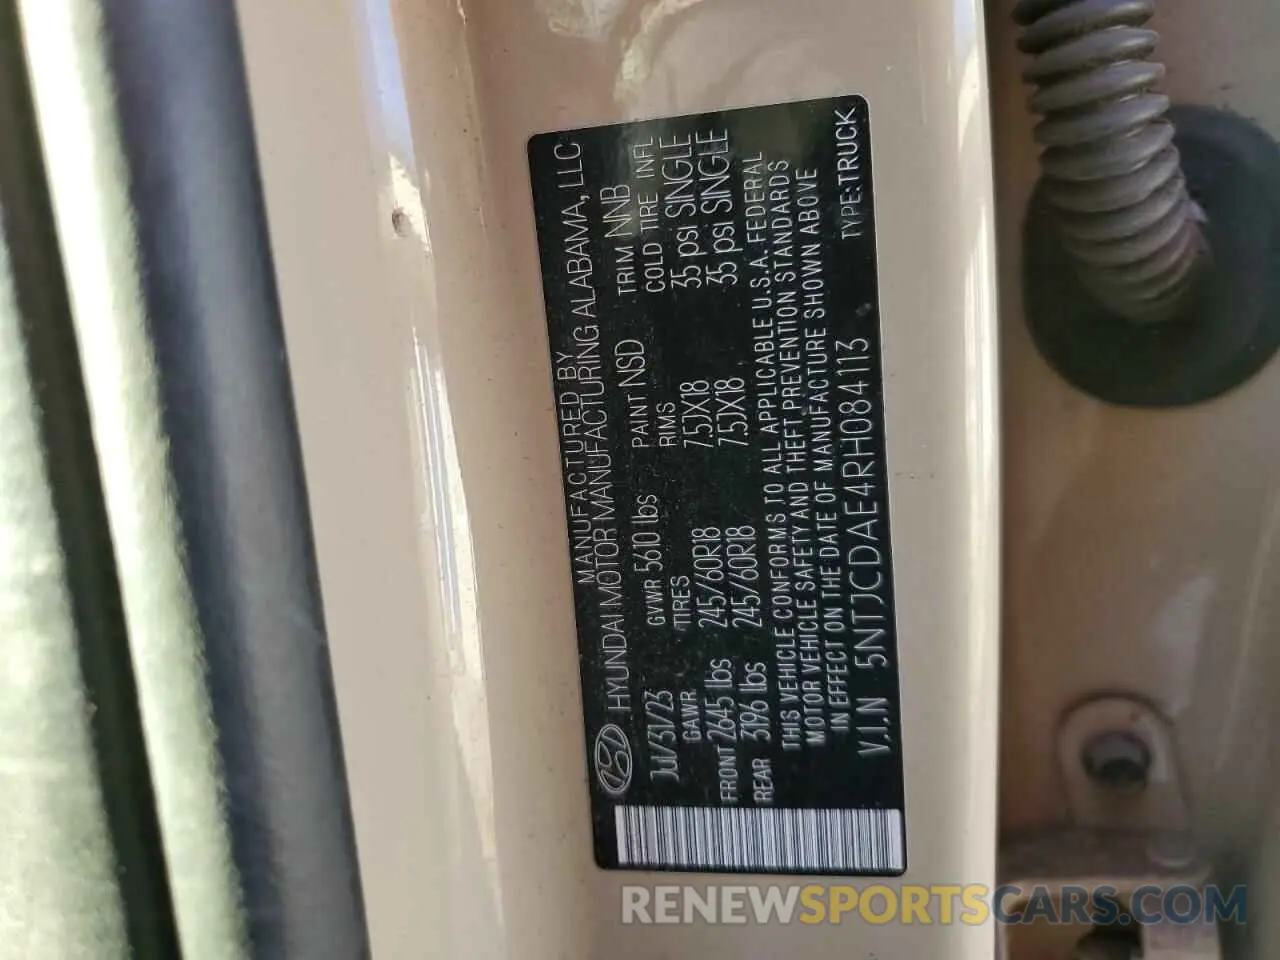 MANUFACTURED BY
HYUNDAI MOTOR MANUFACTURING ALABAMA, LLC
JUL/31/23 GVWR 5610 lbs PAINT NSD TRIM NNB
GAWR TIRES RIMS COLD TIRE INFL
FRONT 2645 lbs 245/60R18 7.5JX18 35 psi SINGLE
REAR 3196 lbs 245/60R18 7.5JX18 35 psi SINGLE
THIS VEHICLE CONFORMS TO ALL APPLICABLE U.S.A. FEDERAL
MOTOR VEHICLE SAFETY AND THEFT PREVENTION STANDARDS
IN EFFECT ON THE DATE OF MANUFACTURE SHOWN ABOVE
V.I.N 5NTJCDAE4RH084113 TYPE:TRUCK
RENEWSPORTSCARS.COM